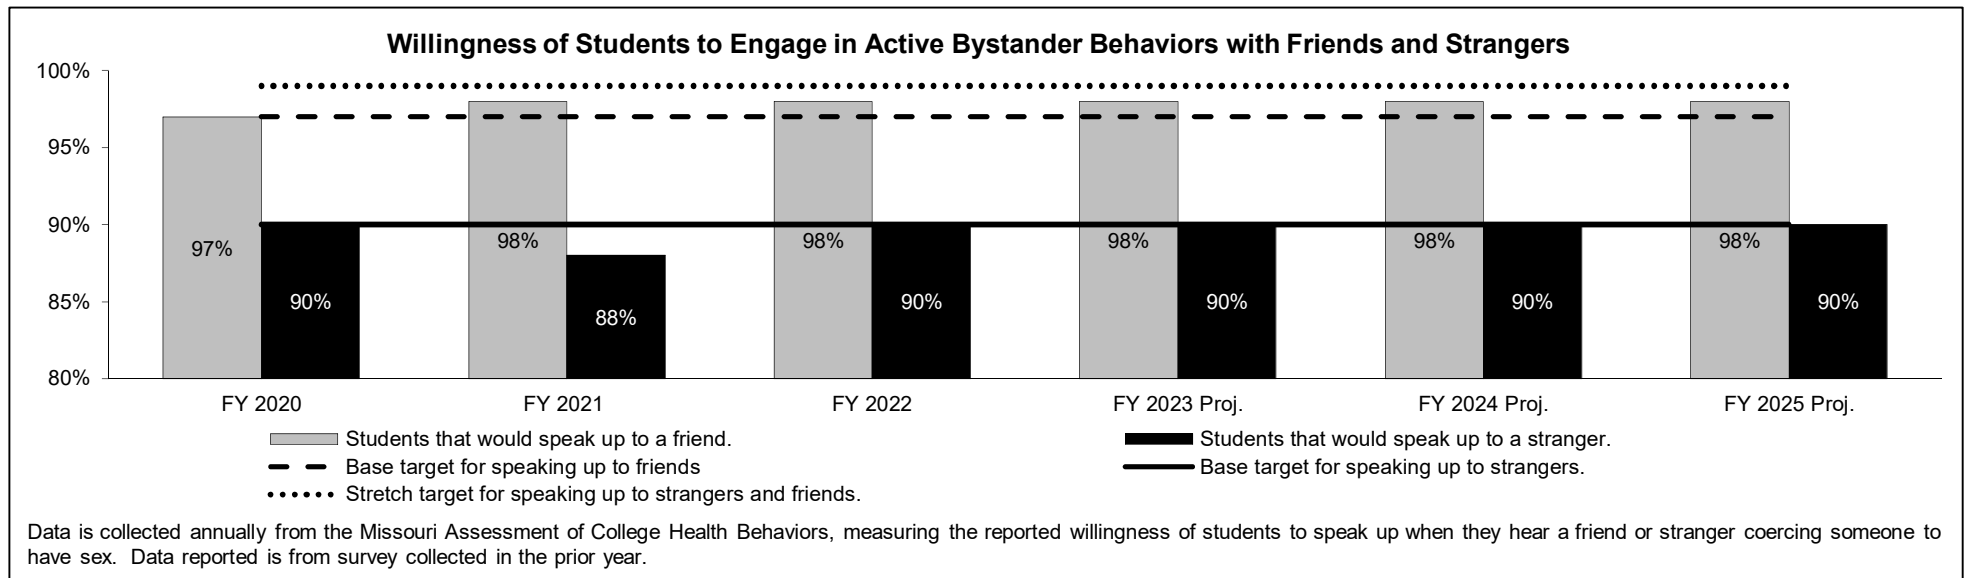 Willingness of Students to Engage in Active Bystander Behaviors with Friends and Strangers
100%
95%
90%
85%
80%
97%
90%
98%
88%
98%
90%
98%
90%
98%
90%
98%
90%
FY 2020
FY 2021
FY 2022
FY 2023 Proj.
FY 2024 Proj.
FY 2025 Proj.
Students that would speak up to a friend.
Students that would speak up to a stranger.
Base target for speaking up to friends
Base target for speaking up to strangers.
Stretch target for speaking up to strangers and friends.
Data is collected annually from the Missouri Assessment of College Health Behaviors, measuring the reported willingness of students to speak up when they hear a friend or stranger coercing someone to
have sex.  Data reported is from survey collected in the prior year.